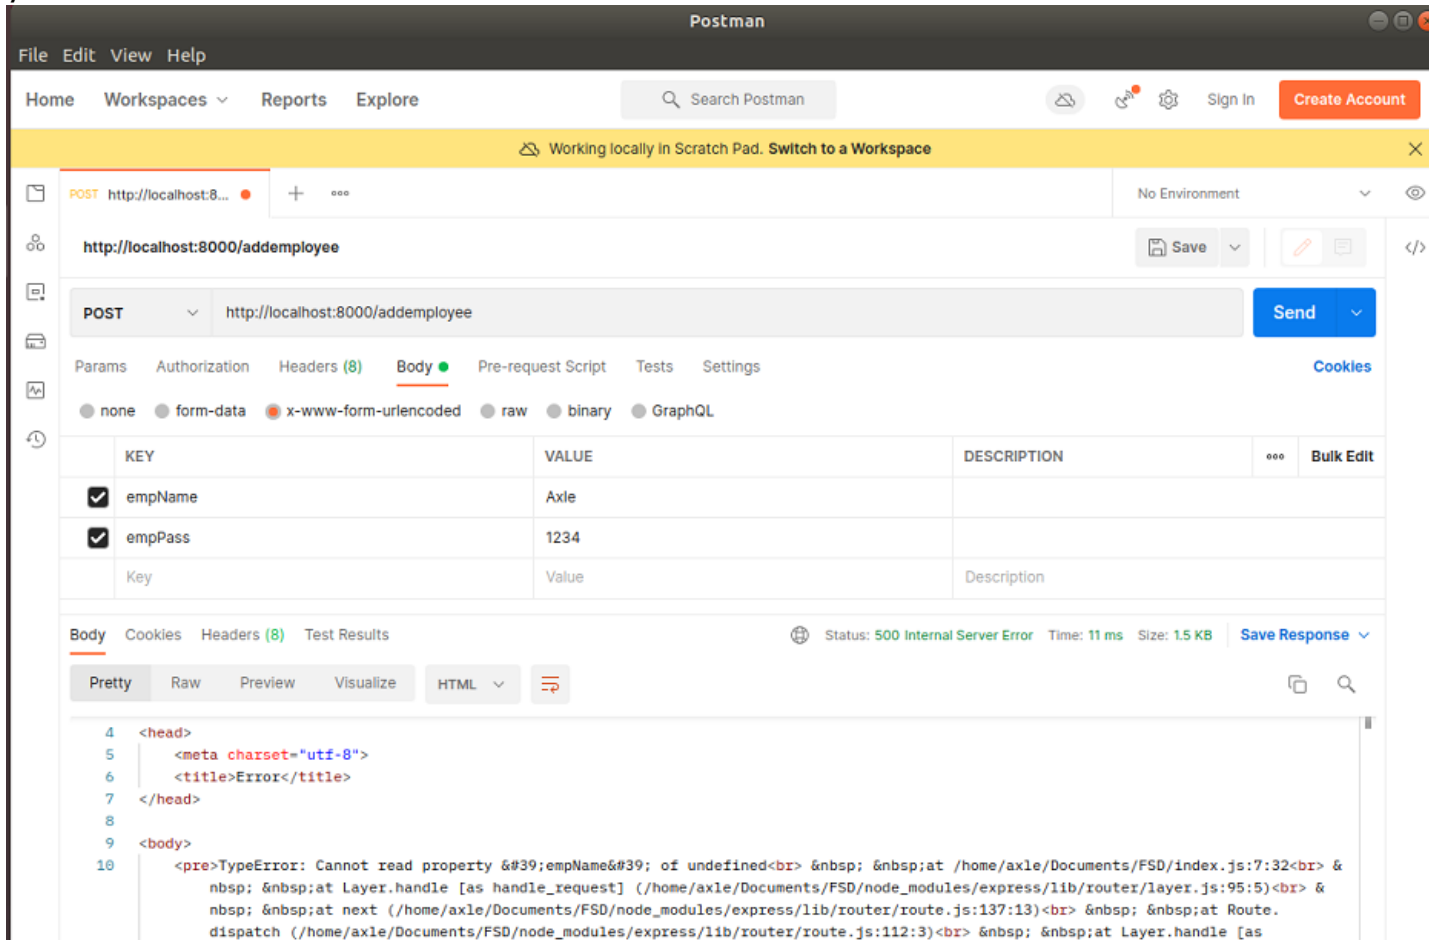 Postman
File Edit View Help
Home Workspaces Reports Explore Search Postman Sign In Create Account
Working locally in Scratch Pad. Switch to a Workspace
POST http://localhost:8... No Environment
http://localhost:8000/addemployee Save </>
POST http://localhost:8000/addemployee Send
Params Authorization Headers (8) Body Pre-request Script Tests Settings Cookies
none form-data x-www-form-urlencoded raw binary GraphQL
KEY VALUE DESCRIPTION Bulk Edit
empName Axle
empPass 1234
Key Value Description
Body Cookies Headers (8) Test Results Status: 500 Internal Server Error Time: 11 ms Size: 1.5 KB Save Response
Pretty Raw Preview Visualize HTML
4 <head>
5 <meta charset="utf-8">
6 <title>Error</title>
7 </head>
8
9 <body>
10 <pre>TypeError: Cannot read property &#39;empName&#39; of undefined<br> &nbsp; &nbsp;at /home/axle/Documents/FSD/index.js:7:32<br> &
nbsp; &nbsp;at Layer.handle [as handle_request] (/home/axle/Documents/FSD/node_modules/express/lib/router/layer.js:95:5)<br> &
nbsp; &nbsp;at next (/home/axle/Documents/FSD/node_modules/express/lib/router/route.js:137:13)<br> &nbsp; &nbsp;at Route.
dispatch (/home/axle/Documents/FSD/node_modules/express/lib/router/route.js:112:3)<br> &nbsp; &nbsp;at Layer.handle [as